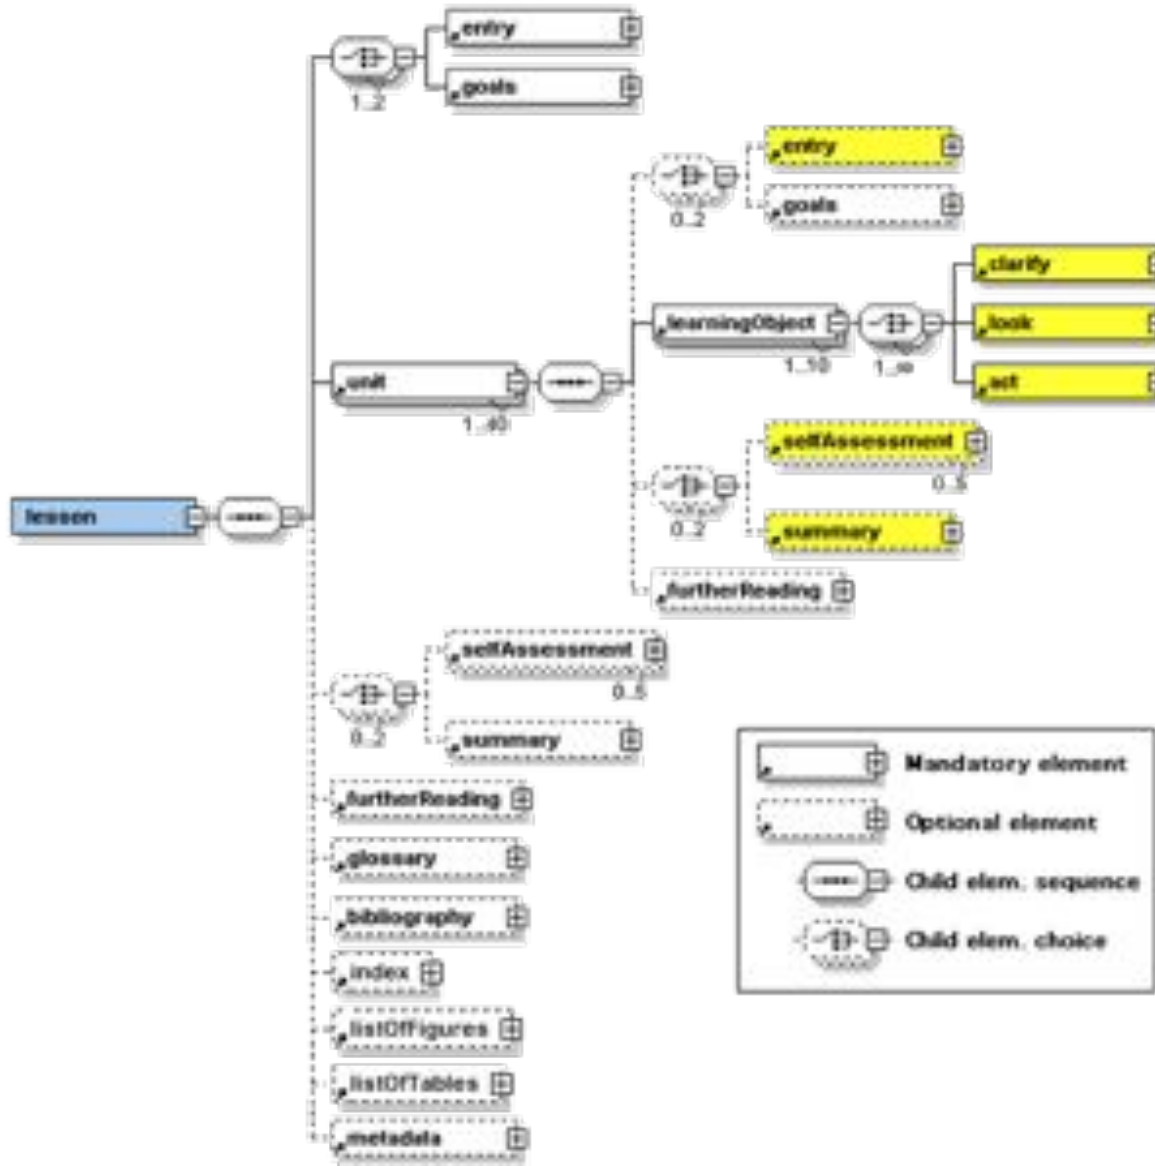 entry
goals
1..2
entry
goals
0..2
clarify
learningObject
look
1..10
1..∞
act
unit
1..40
selfAssessment
0..5
summary
0..2
lesson
furtherReading
selfAssessment
0..5
summary
0..2
furtherReading
glossary
bibliography
index
listOfFigures
listOfTables
metadata
Mandatory element
Optional element
Child elem. sequence
Child elem. choice